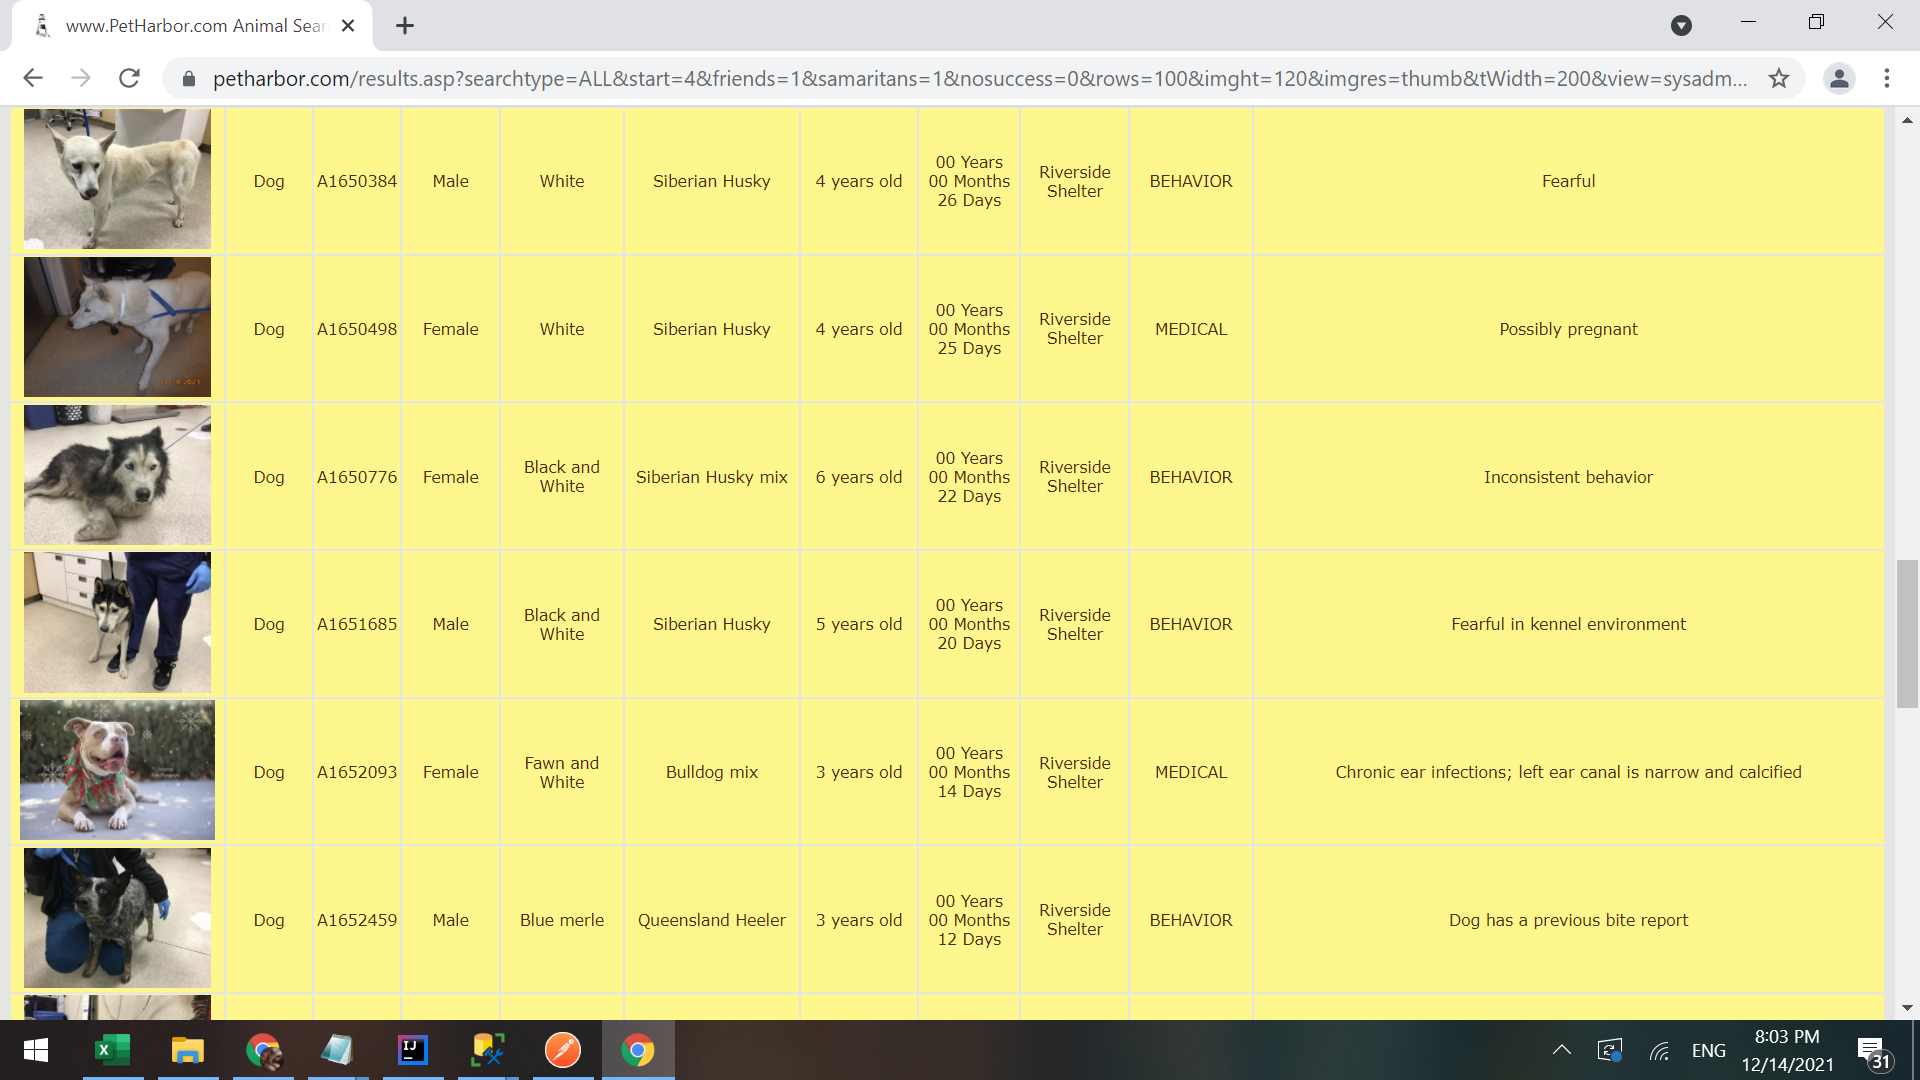 www.PetHarbor.com Animal Sear
petharbor.com/results.asp?searchtype=ALL&start=4&friends=1&samaritans=1&nosuccess=0&rows=100&imght=120&imgres=thumb&tWidth=200&view=sysadm...
Dog A1650384 Male White Siberian Husky 4 years old 00 Years 00 Months 26 Days Riverside Shelter BEHAVIOR Fearful
Dog A1650498 Female White Siberian Husky 4 years old 00 Years 00 Months 25 Days Riverside Shelter MEDICAL Possibly pregnant
Dog A1650776 Female Black and White Siberian Husky mix 6 years old 00 Years 00 Months 22 Days Riverside Shelter BEHAVIOR Inconsistent behavior
Dog A1651685 Male Black and White Siberian Husky 5 years old 00 Years 00 Months 20 Days Riverside Shelter BEHAVIOR Fearful in kennel environment
Dog A1652093 Female Fawn and White Bulldog mix 3 years old 00 Years 00 Months 14 Days Riverside Shelter MEDICAL Chronic ear infections; left ear canal is narrow and calcified
Dog A1652459 Male Blue merle Queensland Heeler 3 years old 00 Years 00 Months 12 Days Riverside Shelter BEHAVIOR Dog has a previous bite report
IJ
ENG
8:03 PM
12/14/2021
31